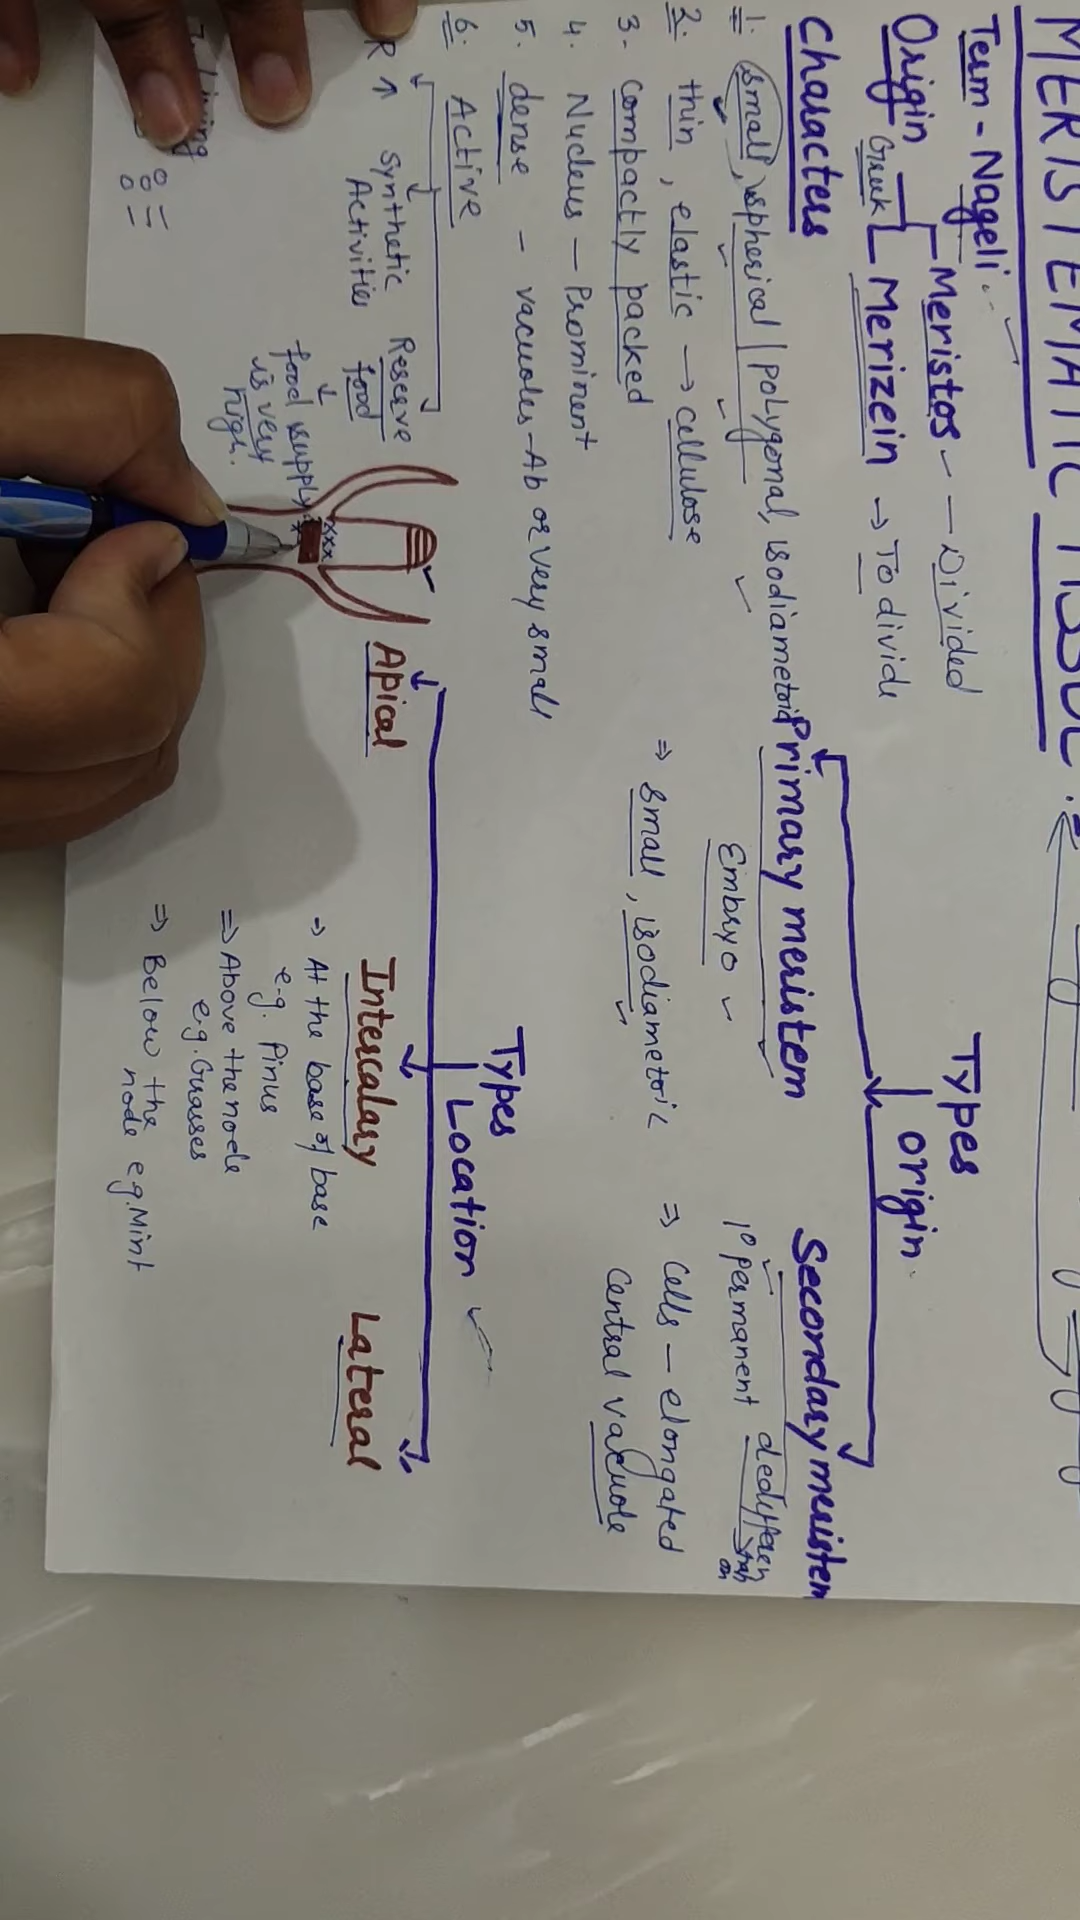 MERISTEMATIC TISSUE :
Term - Nageli
Origin
Greek
Meristos - Divided
Merizein → To divide
Characters
1. small, spherical / polygonal, isodiametric
2. thin, elastic → cellulose
3. compactly packed
4. Nucleus - Prominent
5. dense - vacuoles - Ab or very small
6. Active
R ↑ Synthetic Activities
Reserve food
food supply is very high.
7. living
Types
origin
Primary meristem
Embryo
⇒ small, isodiametric
Secondary meristem
1° permanent
⇒ cells - elongated
central vacuole
Types
Location
Apical
Intercalary
→ At the base of base
e.g. Pinus
⇒ Above the node
e.g. Grasses
⇒ Below the
node e.g. Mint
Lateral
xxx